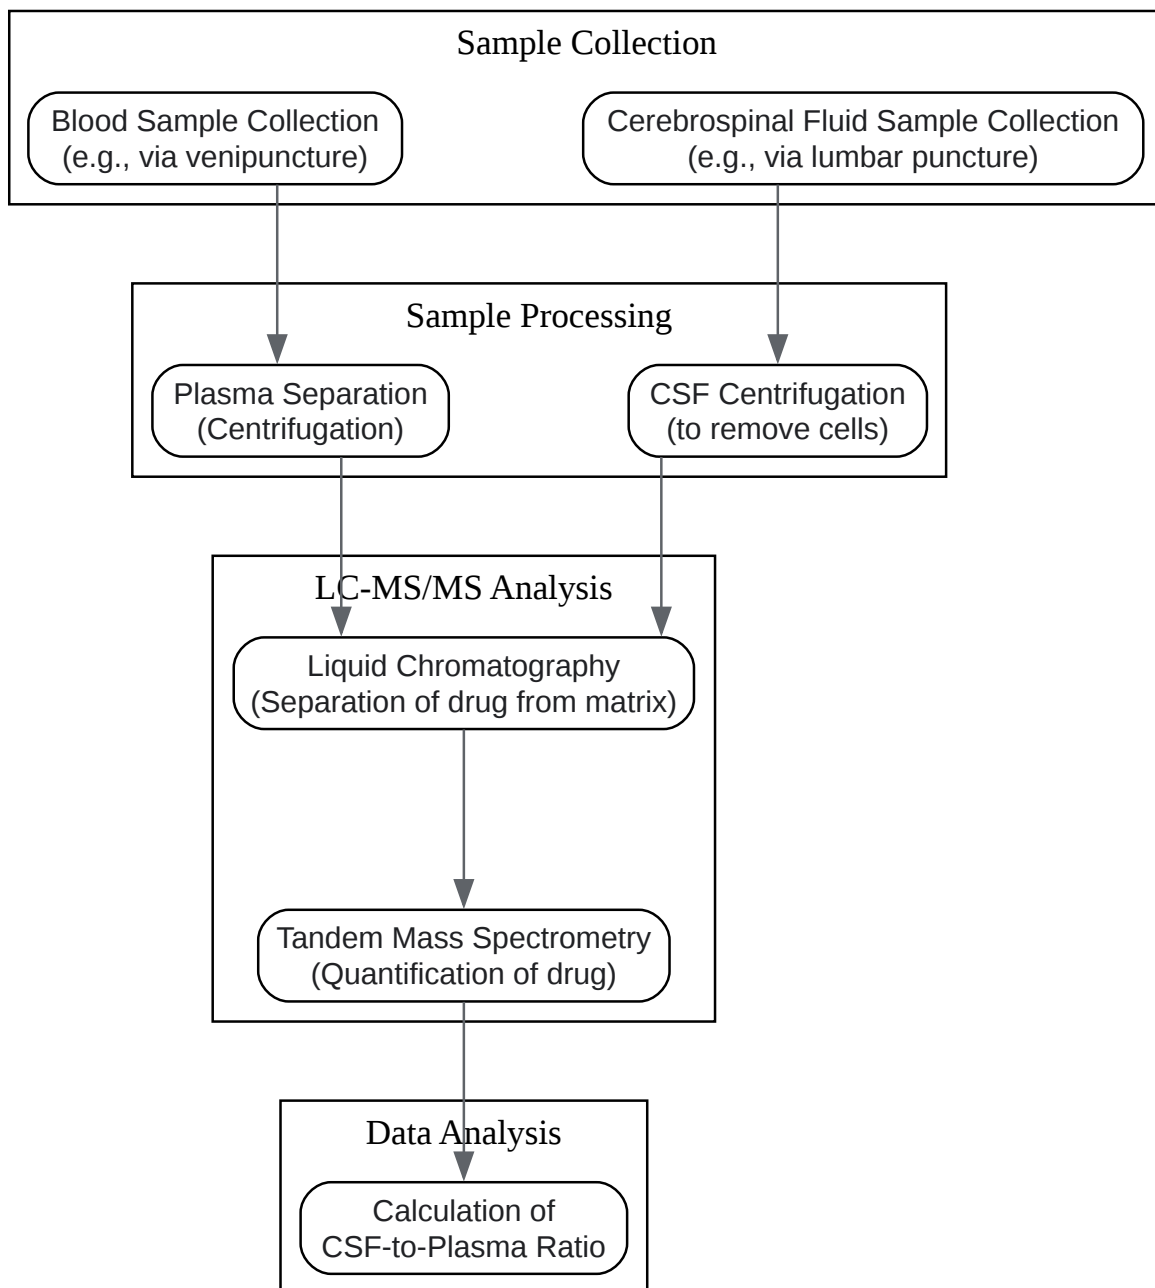 Sample Collection
Blood Sample Collection
(e.g., via venipuncture)
Cerebrospinal Fluid Sample Collection
(e.g., via lumbar puncture)
Sample Processing
Plasma Separation
(Centrifugation)
CSF Centrifugation
(to remove cells)
LC-MS/MS Analysis
Liquid Chromatography
(Separation of drug from matrix)
Tandem Mass Spectrometry
(Quantification of drug)
Data Analysis
Calculation of
CSF-to-Plasma Ratio